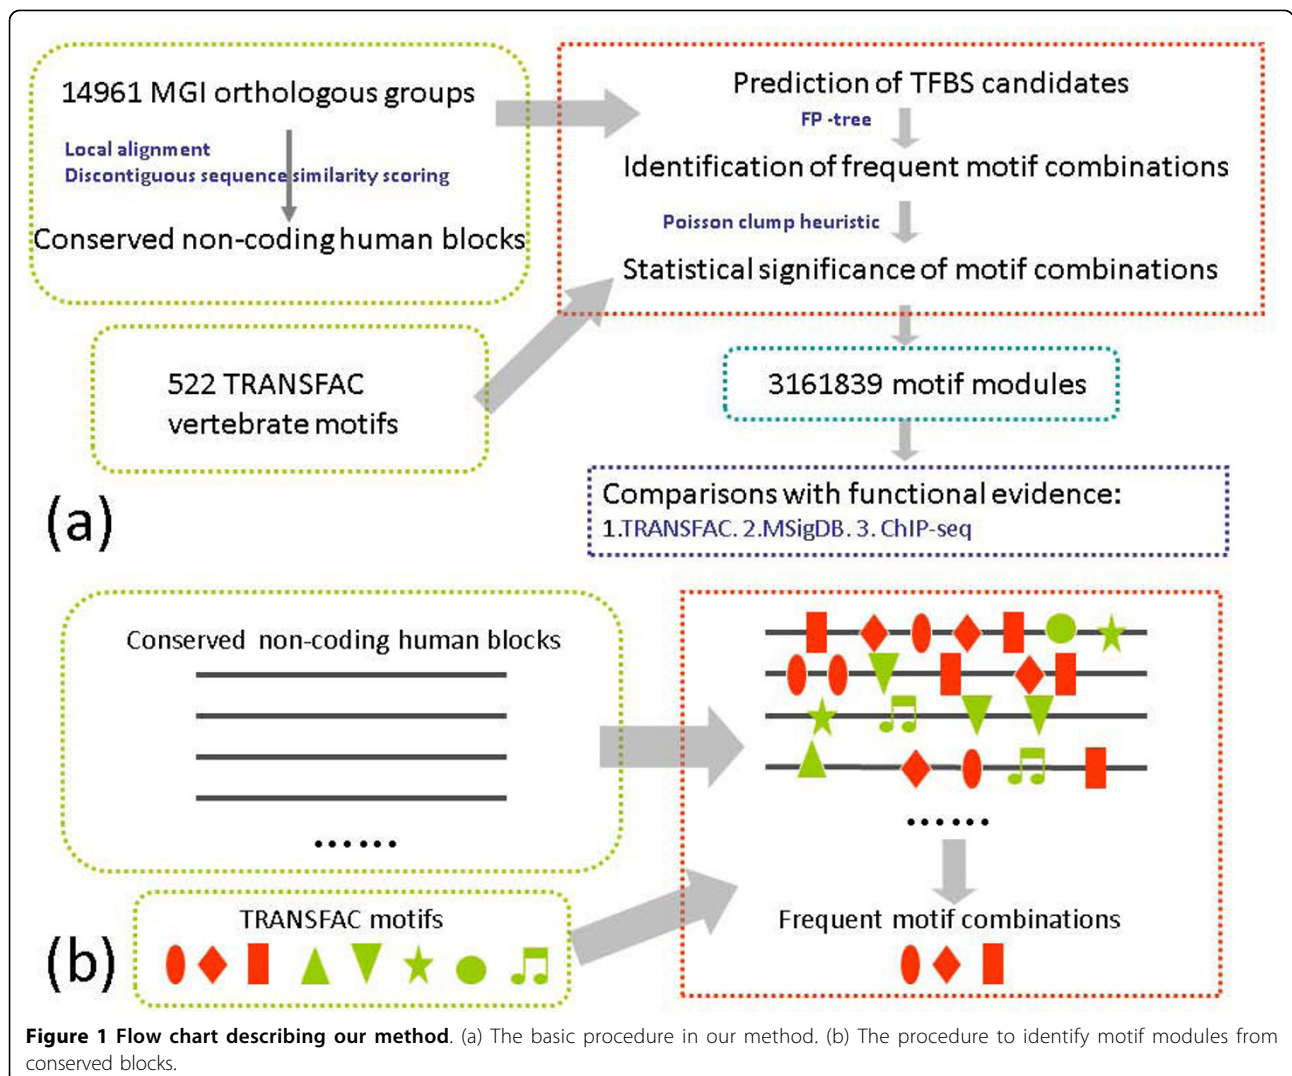 14961 MGI orthologous groups
Local alignment
Discontiguous sequence similarity scoring
Conserved non-coding human blocks
522 TRANSFAC
vertebrate motifs
(a)
Prediction of TFBS candidates
FP -tree
Identification of frequent motif combinations
Poisson clump heuristic
Statistical significance of motif combinations
3161839 motif modules
Comparisons with functional evidence:
1.TRANSFAC. 2.MSigDB. 3. ChIP-seq
Conserved non-coding human blocks
......
TRANSFAC motifs
(b)
......
Frequent motif combinations
Figure 1 Flow chart describing our method. (a) The basic procedure in our method. (b) The procedure to identify motif modules from
conserved blocks.